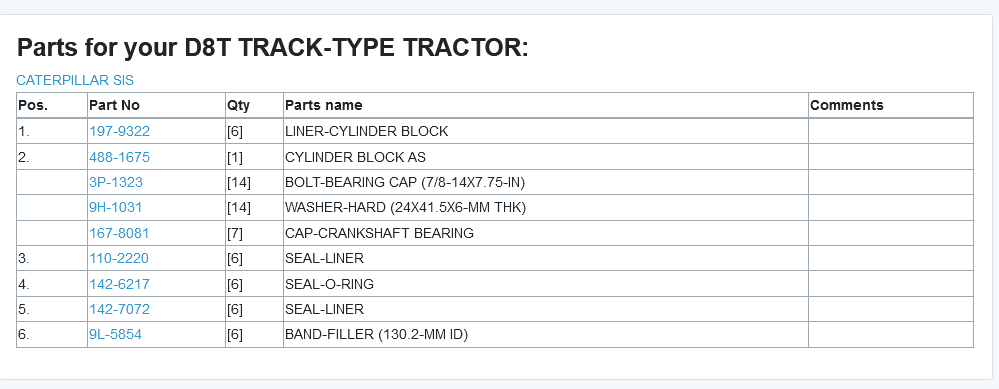 Parts for your D8T TRACK-TYPE TRACTOR:
CATERPILLAR SIS
Pos. Part No Qty Parts name Comments
1. 197-9322 [6] LINER-CYLINDER BLOCK
2. 488-1675 [1] CYLINDER BLOCK AS
3P-1323 [14] BOLT-BEARING CAP (7/8-14X7.75-IN)
9H-1031 [14] WASHER-HARD (24X41.5X6-MM THK)
167-8081 [7] CAP-CRANKSHAFT BEARING
3. 110-2220 [6] SEAL-LINER
4. 142-6217 [6] SEAL-O-RING
5. 142-7072 [6] SEAL-LINER
6. 9L-5854 [6] BAND-FILLER (130.2-MM ID)